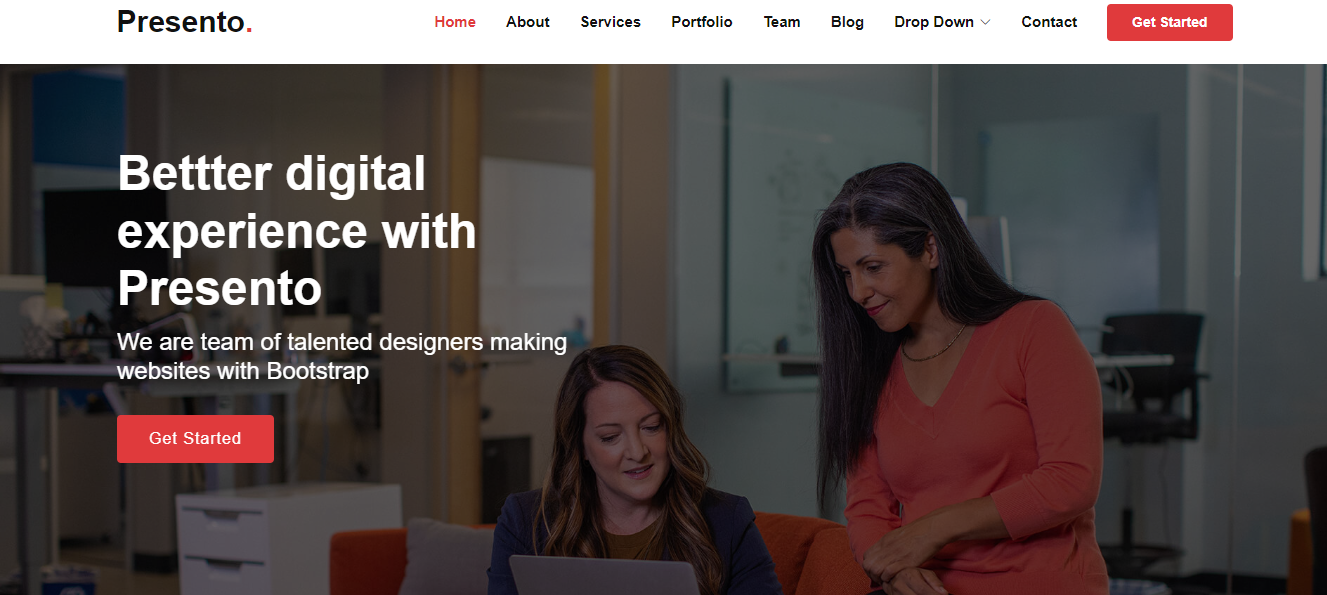 Presento.
Home About Services Portfolio Team Blog Drop Down Contact Get Started
Bettter digital
experience with
Presento
We are team of talented designers making
websites with Bootstrap
Get Started